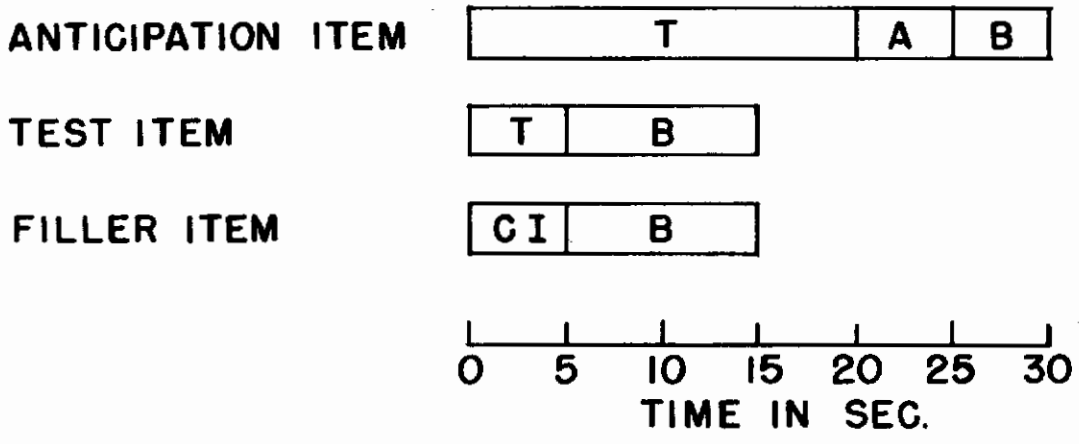 ANTICIPATION ITEM T A B
TEST ITEM T B
FILLER ITEM CI B
0 5 10 15 20 25 30
TIME IN SEC.